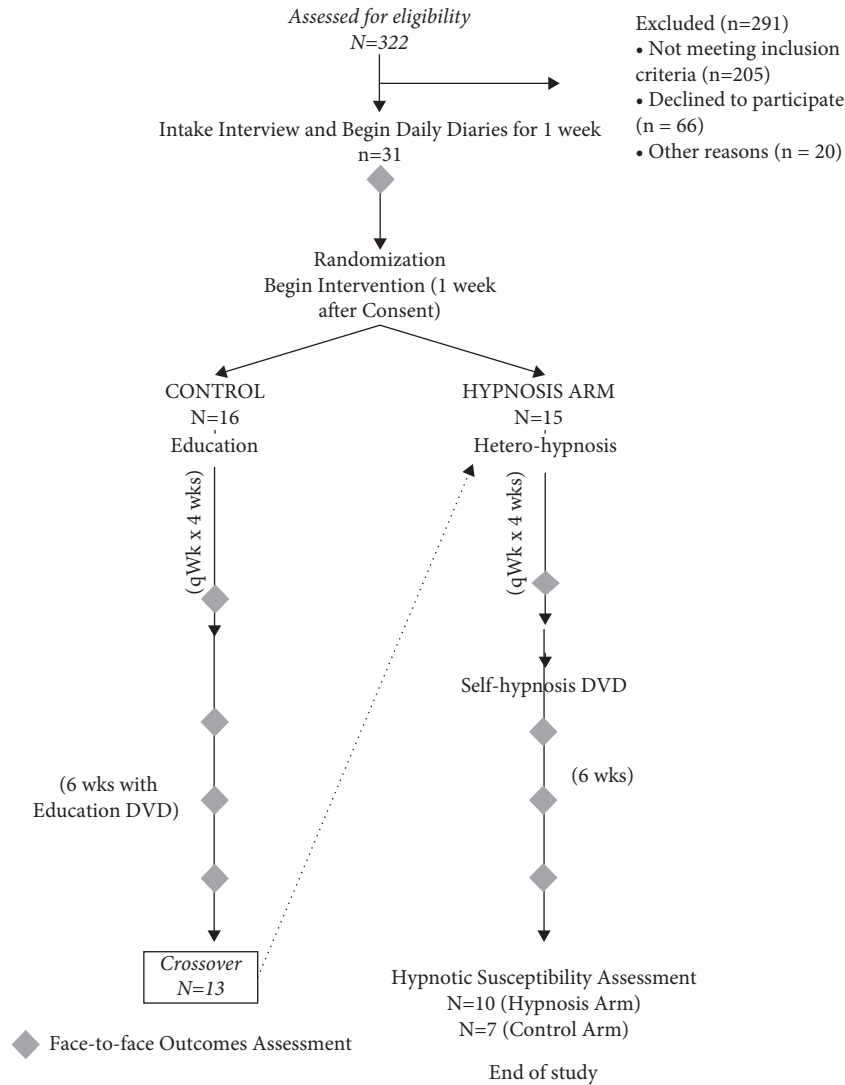 Assessed for eligibility
N=322
Excluded (n=291)
• Not meeting inclusion
criteria (n=205)
• Declined to participate
(n = 66)
• Other reasons (n = 20)
Intake Interview and Begin Daily Diaries for 1 week
n=31
Randomization
Begin Intervention (1 week
after Consent)
CONTROL
N=16
Education
(qWk x 4 wks)
(6 wks with
Education DVD)
Crossover
N=13
HYPNOSIS ARM
N=15
Hetero-hypnosis
(qWk x 4 wks)
Self-hypnosis DVD
(6 wks)
Hypnotic Susceptibility Assessment
N=10 (Hypnosis Arm)
N=7 (Control Arm)
End of study
Face-to-face Outcomes Assessment